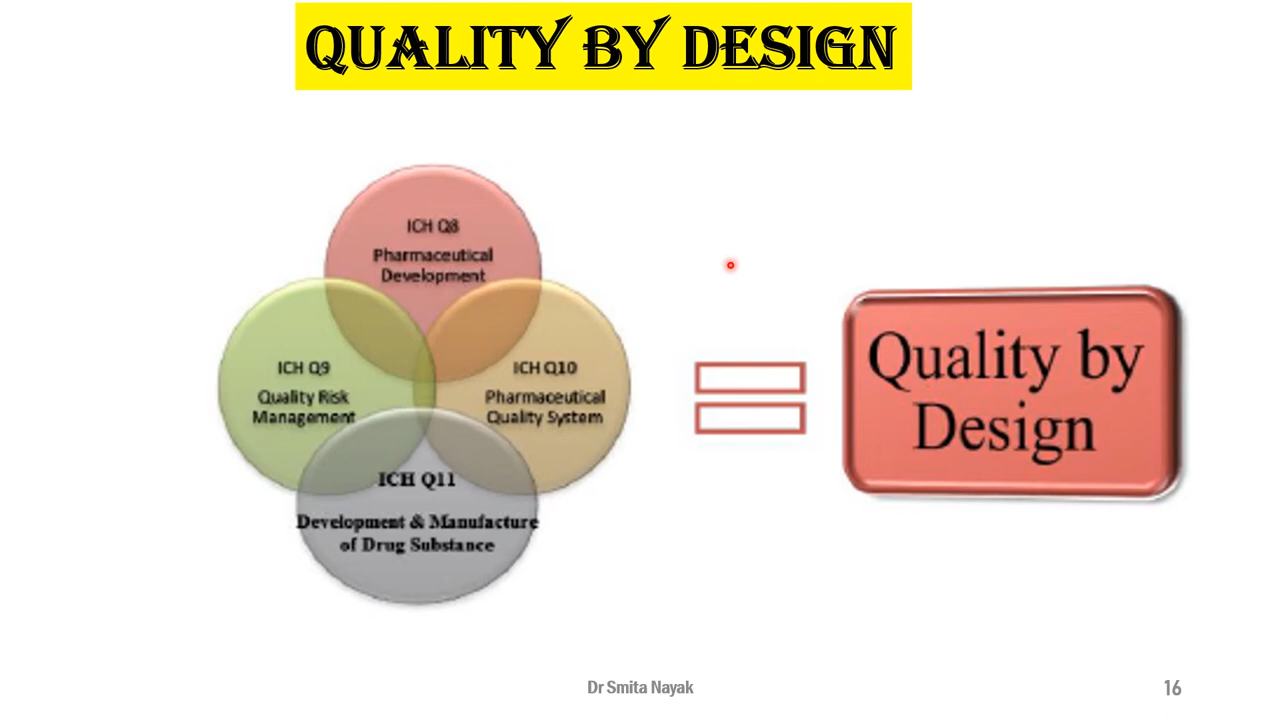 QUALITY BY DESIGN
ICH Q8
Pharmaceutical
Development
ICH Q9
Quality Risk
Management
ICH Q10
Pharmaceutical
Quality System
ICH Q11
Development & Manufacture
of Drug Substance
Quality by
Design
Dr Smita Nayak
16